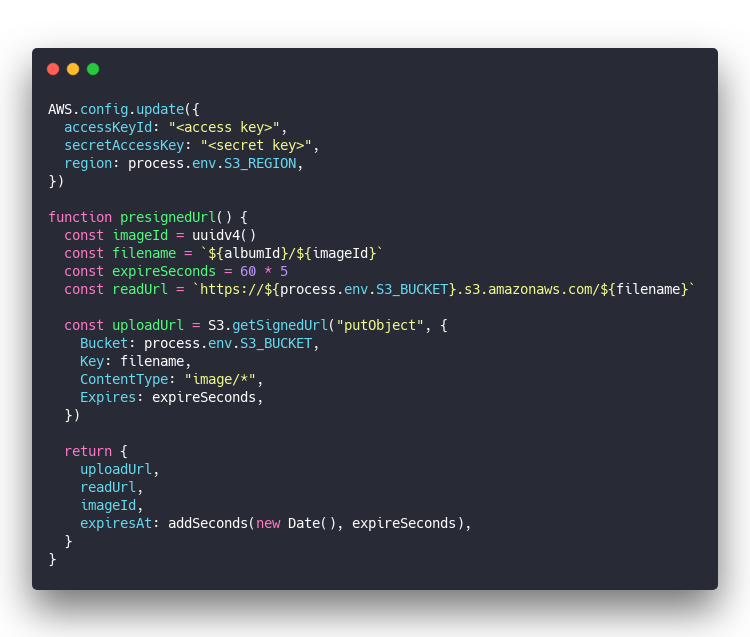 AWS.config.update({
  accessKeyId: "<access key>",
  secretAccessKey: "<secret key>",
  region: process.env.S3_REGION,
})

function presignedUrl() {
  const imageId = uuidv4()
  const filename = `${albumId}/${imageId}`
  const expireSeconds = 60 * 5
  const readUrl = `https://${process.env.S3_BUCKET}.s3.amazonaws.com/${filename}`

  const uploadUrl = S3.getSignedUrl("putObject", {
    Bucket: process.env.S3_BUCKET,
    Key: filename,
    ContentType: "image/*",
    Expires: expireSeconds,
  })

  return {
    uploadUrl,
    readUrl,
    imageId,
    expiresAt: addSeconds(new Date(), expireSeconds),
  }
}